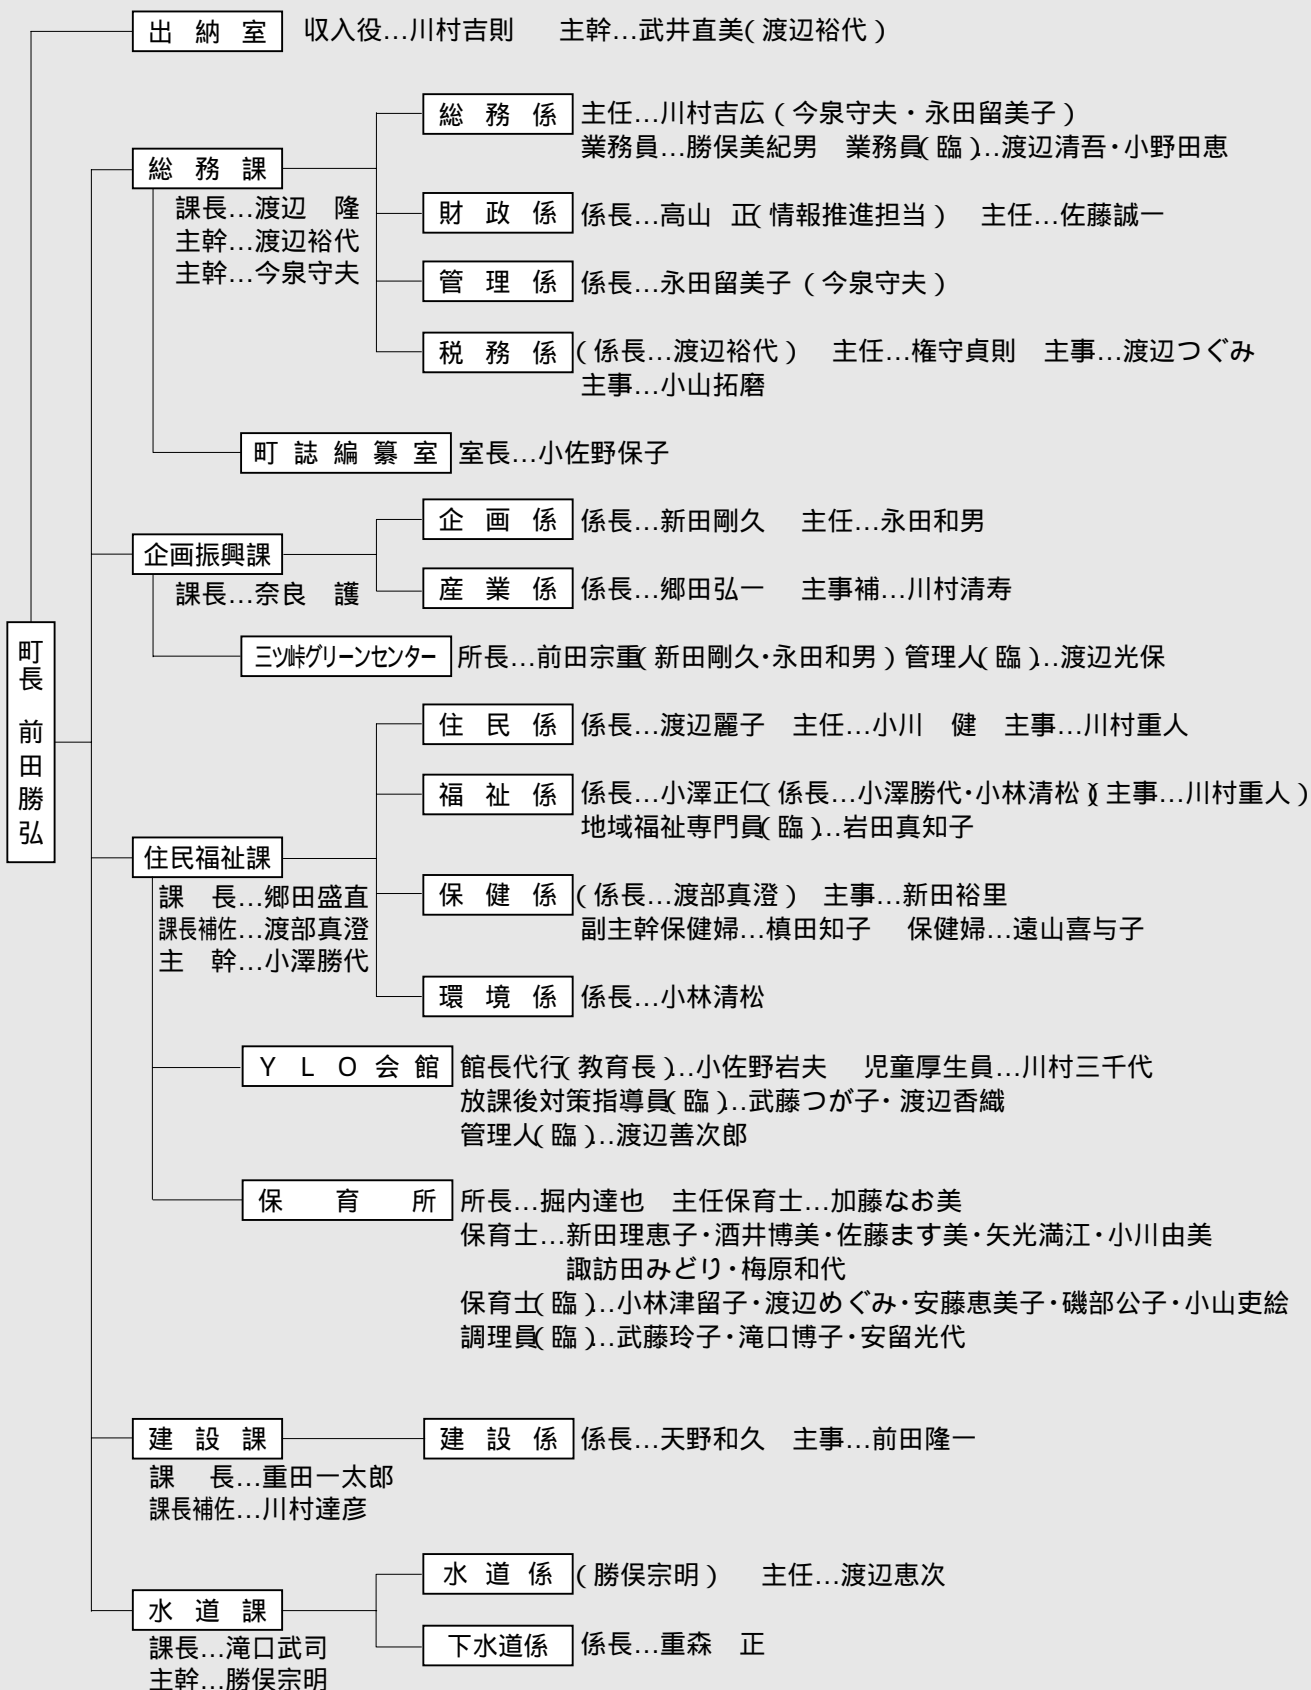 出納室 収入役…川村吉則 主幹…武井直美(渡辺裕代)
総務係 主任…川村吉広(今泉守夫・永田留美子)
業務員…勝俣美紀男 業務員(臨)…渡辺清吾・小野田恵
総務課
課長…渡辺 隆
主幹…渡辺裕代
主幹…今泉守夫
財政係 係長…高山 正(情報推進担当) 主任…佐藤誠一
管理係 係長…永田留美子(今泉守夫)
税務係 (係長…渡辺裕代) 主任…権守貞則 主事…渡辺つぐみ
主事…小山拓磨
町誌編纂室 室長…小佐野保子
企画係 係長…新田剛久 主任…永田和男
企画振興課
課長…奈良 護
産業係 係長…郷田弘一 主事補…川村清寿
三ツ峠グリーンセンター 所長…前田宗重(新田剛久・永田和男)管理人(臨)…渡辺光保
町長 前田勝弘
住民係 係長…渡辺麗子 主任…小川 健 主事…川村重人
福祉係 係長…小澤正仁(係長…小澤勝代・小林清松)(主事…川村重人)
地域福祉専門員(臨)…岩田真知子
住民福祉課
課 長…郷田盛直
課長補佐…渡部真澄
主 幹…小澤勝代
保健係 (係長…渡部真澄) 主事…新田裕里
副主幹保健婦…槙田知子 保健婦…遠山喜与子
環境係 係長…小林清松
YLO会館 館長代行(教育長)…小佐野岩夫 児童厚生員…川村三千代
放課後対策指導員(臨)…武藤つが子・渡辺香織
管理人(臨)…渡辺善次郎
保育所 所長…掘内達也 主任保育士…加藤なお美
保育士…新田理恵子・酒井博美・佐藤ます美・矢光満江・小川由美
諏訪田みどり・梅原和代
保育士(臨)…小林津留子・渡辺めぐみ・安藤恵美子・磯部公子・小山吏絵
調理員(臨)…武藤玲子・滝口博子・安留光代
建設課
課 長…重田一太郎
課長補佐…川村達彦
建設係 係長…天野和久 主事…前田隆一
水道係 (勝俣宗明) 主任…渡辺恵次
水道課
課長…滝口武司
主幹…勝俣宗明
下水道係 係長…重森 正